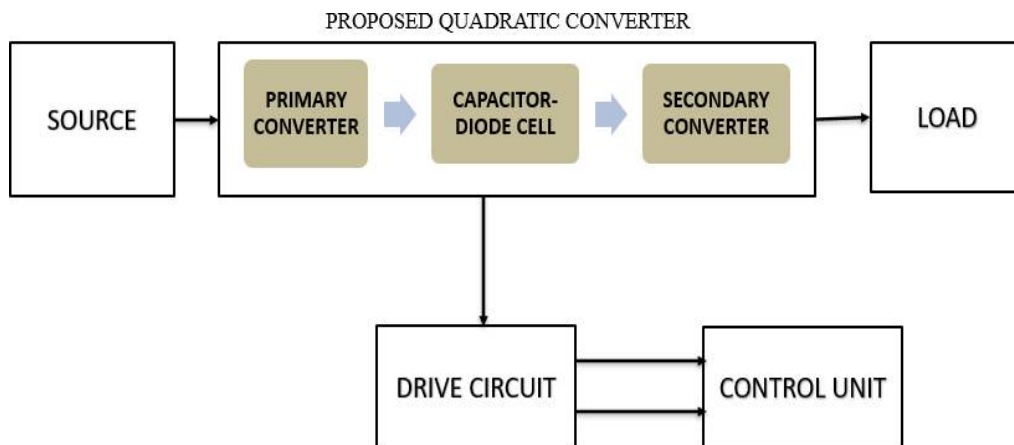 PROPOSED QUADRATIC CONVERTER
SOURCE
PRIMARY
CONVERTER
CAPACITOR-
DIODE CELL
SECONDARY
CONVERTER
LOAD
DRIVE CIRCUIT
CONTROL UNIT